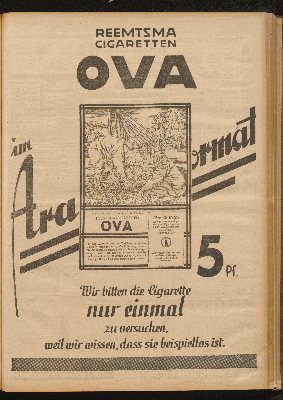 REEMTSMA
CIGARETTEN
OVA
im
Ara
ormat
OVA
5 Pf.
Wir bitten die Cigarette
nur einmal
zu versuchen,
weil wir wissen, dass sie beispiellos ist.